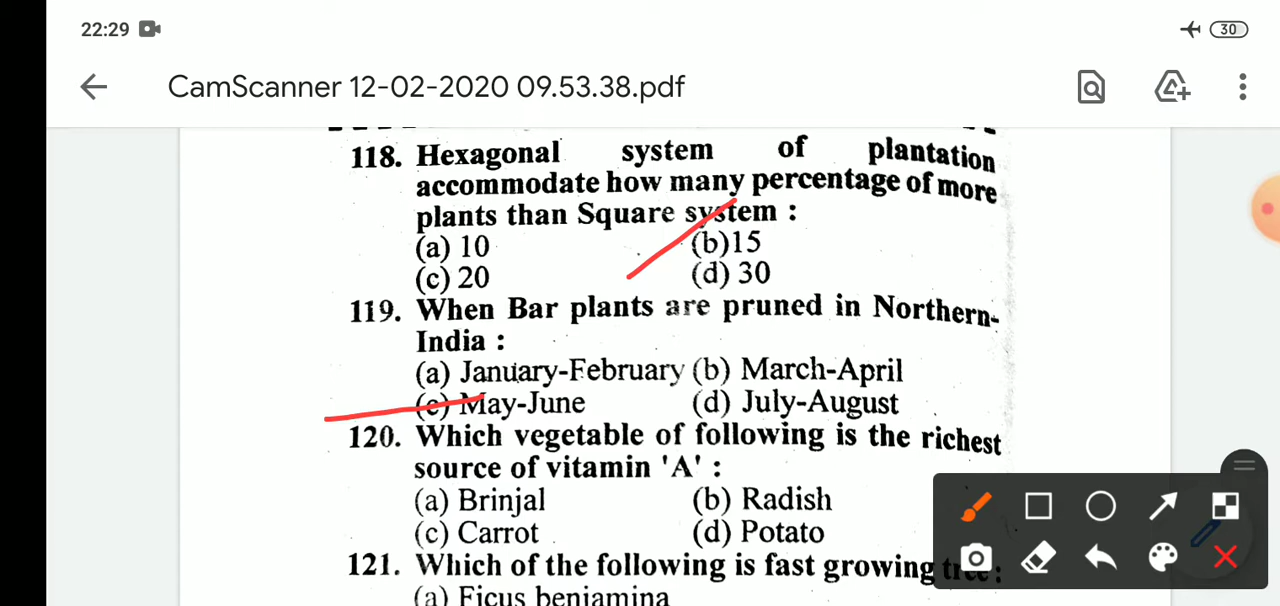 22:29
30
CamScanner 12-02-2020 09.53.38.pdf
118. Hexagonal system of plantation
accommodate how many percentage of more
plants than Square system :
(a) 10 (b)15
(c) 20 (d) 30
119. When Bar plants are pruned in Northern-
India :
(a) January-February (b) March-April
(c) May-June (d) July-August
120. Which vegetable of following is the richest
source of vitamin 'A' :
(a) Brinjal (b) Radish
(c) Carrot (d) Potato
121. Which of the following is fast growing tree:
(a) Ficus benjamina